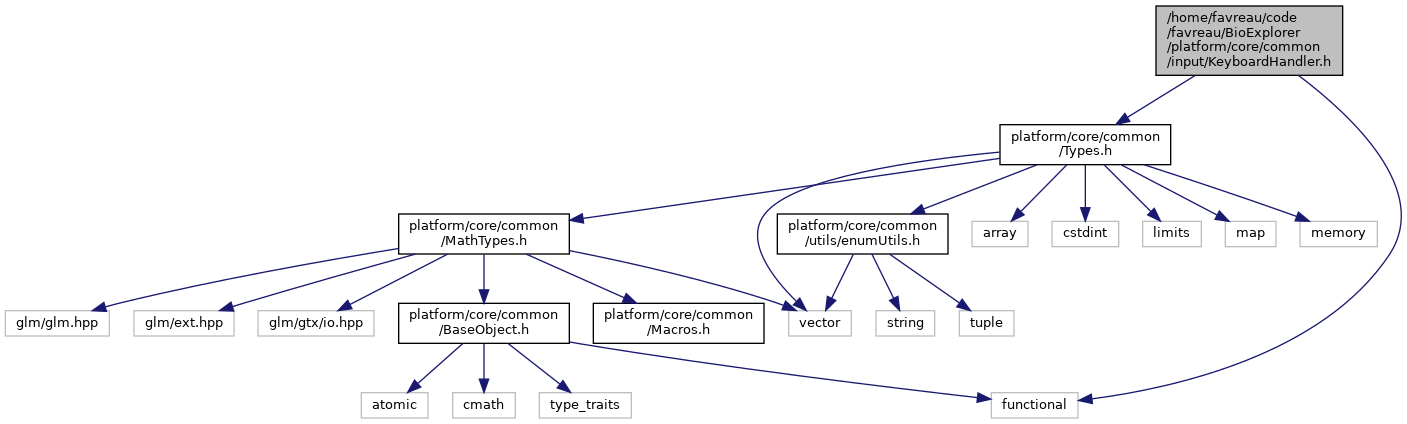 /home/favreau/code
/favreau/BioExplorer
/platform/core/common
/input/KeyboardHandler.h
platform/core/common
/Types.h
platform/core/common
/MathTypes.h
platform/core/common
/utils/enumUtils.h
array
cstdint
limits
map
memory
glm/glm.hpp
glm/ext.hpp
glm/gtx/io.hpp
platform/core/common
/BaseObject.h
platform/core/common
/Macros.h
vector
string
tuple
atomic
cmath
type_traits
functional